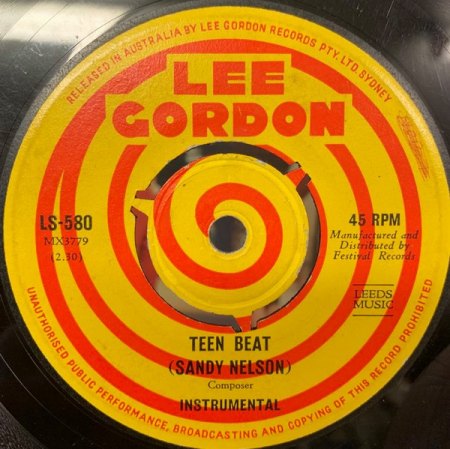 RELEASED IN AUSTRALIA BY LEE GORDON RECORDS PTY. LTD. SYDNEY
LEE
GORDON
LS-580
MX3779
(2.30)
45 RPM
Manufactured and
Distributed by
Festival Records
LEEDS
MUSIC
TEEN BEAT
(SANDY NELSON)
Composer
INSTRUMENTAL
UNAUTHORISED PUBLIC PERFORMANCE, BROADCASTING AND COPYING OF THIS RECORD PROHIBITED